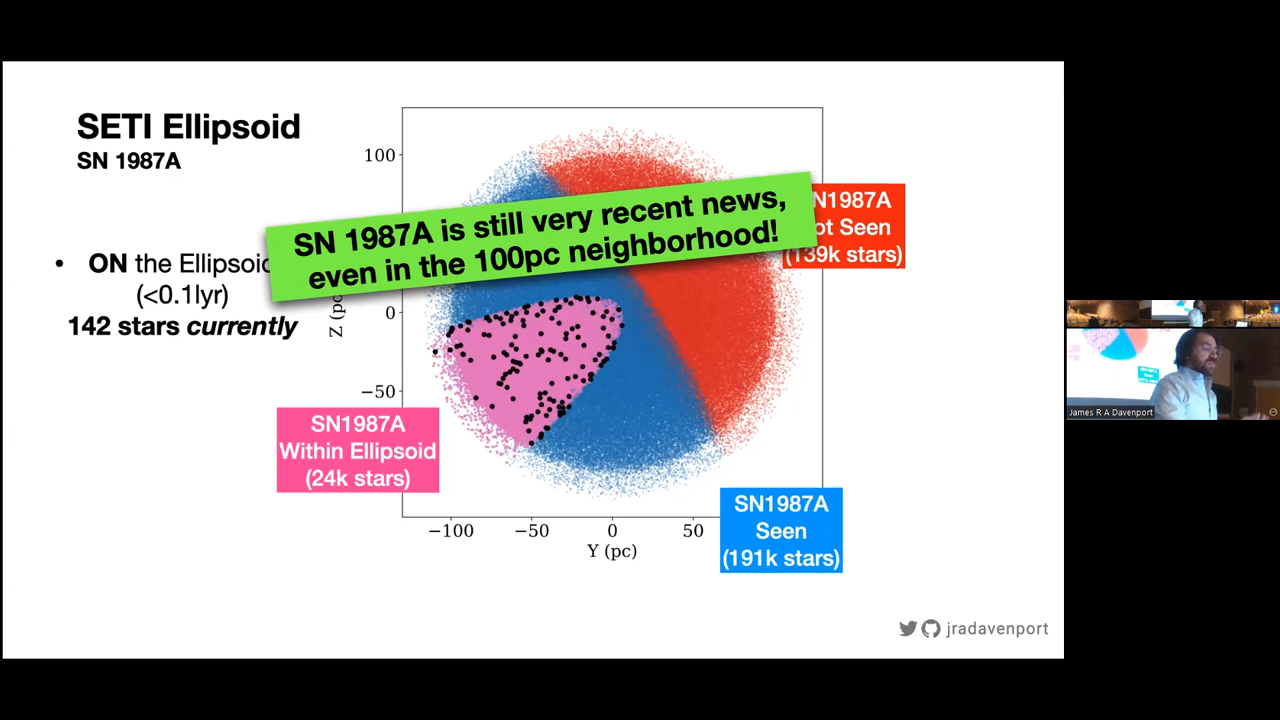 SETI Ellipsoid
SN 1987A
• ON the Ellipsoid
(<0.1lyr)
142 stars currently
SN 1987A is still very recent news,
even in the 100pc neighborhood!
N1987A
ot Seen
(139k stars)
SN1987A
Within Ellipsoid
(24k stars)
SN1987A
Seen
(191k stars)
100
0
−50
Z (pc
−100
−50
0
50
Y (pc)
jradavenport
James R A Davenport